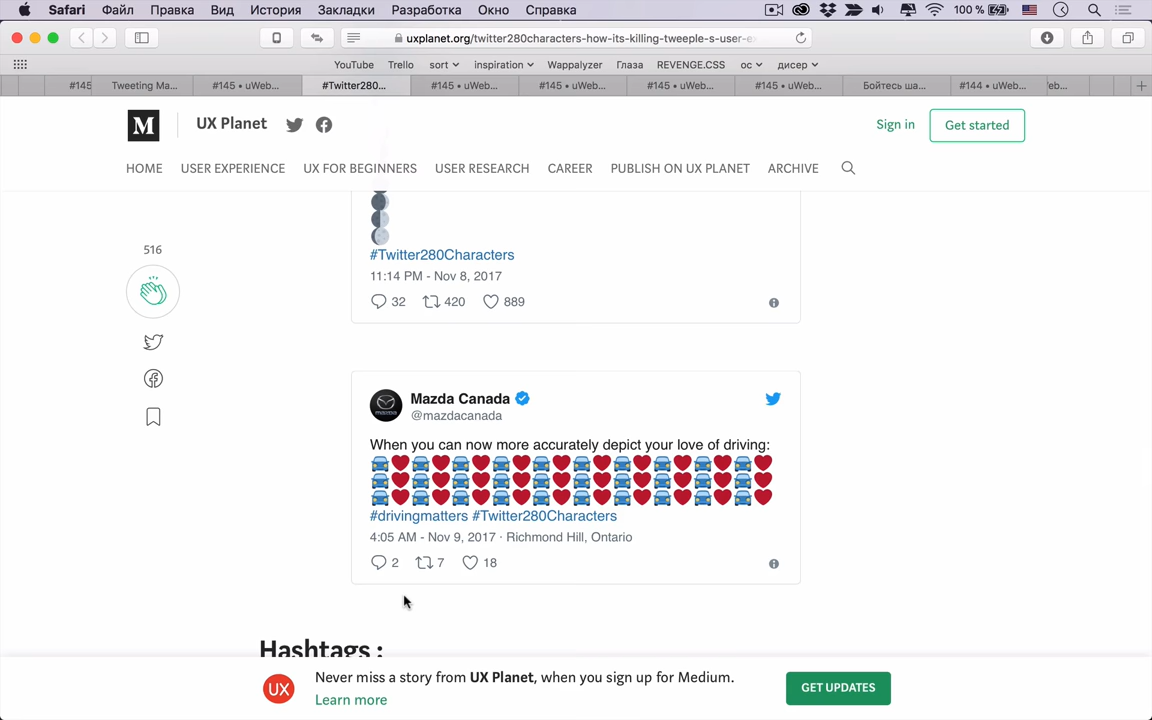 Safari Файл Правка Вид История Закладки Разработка Окно Справка 100 %
uxplanet.org/twitter280characters-how-its-killing-tweeple-s-user-e
YouTube Trello sort inspiration Wappalyzer Глаза REVENGE.CSS ос дисер
#145 Tweeting Ma... #145 • uWeb... #Twitter280... #145 • uWeb... #145 • uWeb... #145 • uWeb... #145 • uWeb... Бойтесь ша... #144 • uWeb... eb...
M UX Planet Sign in Get started
HOME USER EXPERIENCE UX FOR BEGINNERS USER RESEARCH CAREER PUBLISH ON UX PLANET ARCHIVE
516
#Twitter280Characters
11:14 PM - Nov 8, 2017
32 420 889
Mazda Canada
@mazdacanada
When you can now more accurately depict your love of driving:
#drivingmatters #Twitter280Characters
4:05 AM - Nov 9, 2017 · Richmond Hill, Ontario
2 7 18
Hashtags :
UX Never miss a story from UX Planet, when you sign up for Medium.
Learn more
GET UPDATES